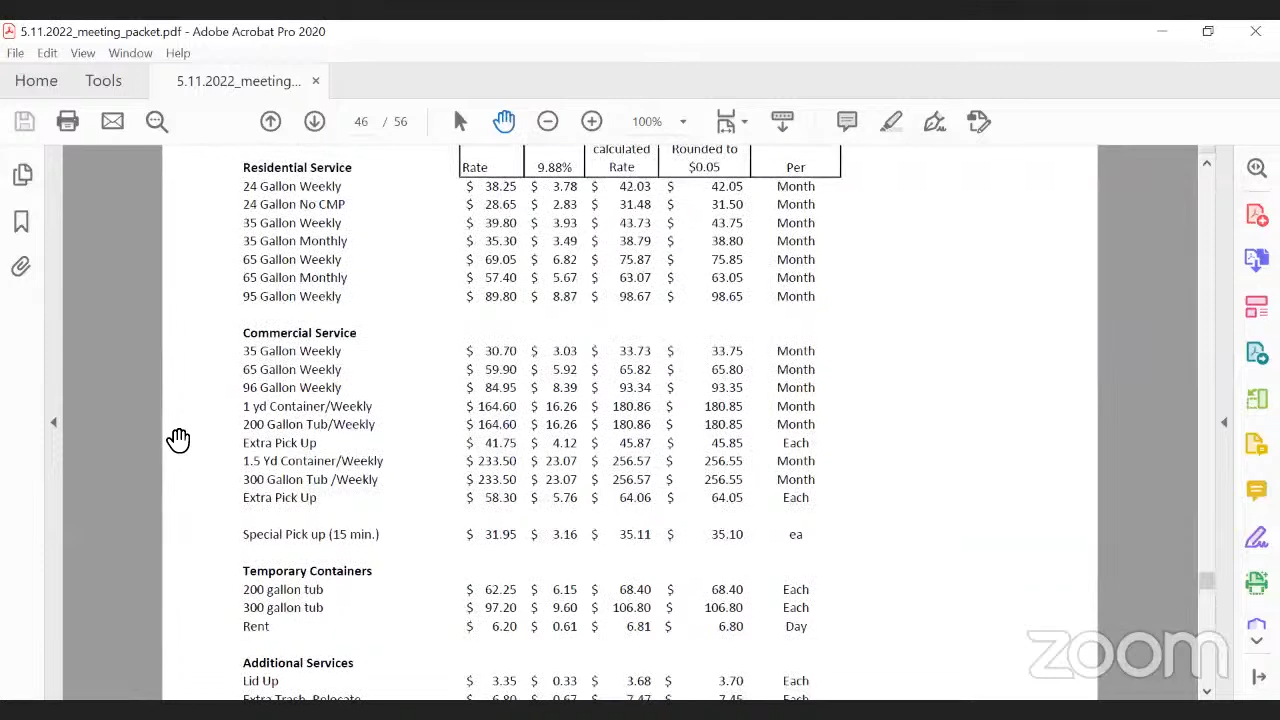 5.11.2022_meeting_packet.pdf - Adobe Acrobat Pro 2020
File Edit View Window Help
Home Tools 5.11.2022_meeting... ×
46 / 56 100%
calculated Rounded to
Residential Service Rate 9.88% Rate $0.05 Per
24 Gallon Weekly $ 38.25 $ 3.78 $ 42.03 $ 42.05 Month
24 Gallon No CMP $ 28.65 $ 2.83 $ 31.48 $ 31.50 Month
35 Gallon Weekly $ 39.80 $ 3.93 $ 43.73 $ 43.75 Month
35 Gallon Monthly $ 35.30 $ 3.49 $ 38.79 $ 38.80 Month
65 Gallon Weekly $ 69.05 $ 6.82 $ 75.87 $ 75.85 Month
65 Gallon Monthly $ 57.40 $ 5.67 $ 63.07 $ 63.05 Month
95 Gallon Weekly $ 89.80 $ 8.87 $ 98.67 $ 98.65 Month
Commercial Service
35 Gallon Weekly $ 30.70 $ 3.03 $ 33.73 $ 33.75 Month
65 Gallon Weekly $ 59.90 $ 5.92 $ 65.82 $ 65.80 Month
96 Gallon Weekly $ 84.95 $ 8.39 $ 93.34 $ 93.35 Month
1 yd Container/Weekly $ 164.60 $ 16.26 $ 180.86 $ 180.85 Month
200 Gallon Tub/Weekly $ 164.60 $ 16.26 $ 180.86 $ 180.85 Month
Extra Pick Up $ 41.75 $ 4.12 $ 45.87 $ 45.85 Each
1.5 Yd Container/Weekly $ 233.50 $ 23.07 $ 256.57 $ 256.55 Month
300 Gallon Tub /Weekly $ 233.50 $ 23.07 $ 256.57 $ 256.55 Month
Extra Pick Up $ 58.30 $ 5.76 $ 64.06 $ 64.05 Each
Special Pick up (15 min.) $ 31.95 $ 3.16 $ 35.11 $ 35.10 ea
Temporary Containers
200 gallon tub $ 62.25 $ 6.15 $ 68.40 $ 68.40 Each
300 gallon tub $ 97.20 $ 9.60 $ 106.80 $ 106.80 Each
Rent $ 6.20 $ 0.61 $ 6.81 $ 6.80 Day
zoom
Additional Services
Lid Up $ 3.35 $ 0.33 $ 3.68 $ 3.70 Each
Extra Trash, Relocate $ 6.80 $ 0.67 $ 7.47 $ 7.45 Each